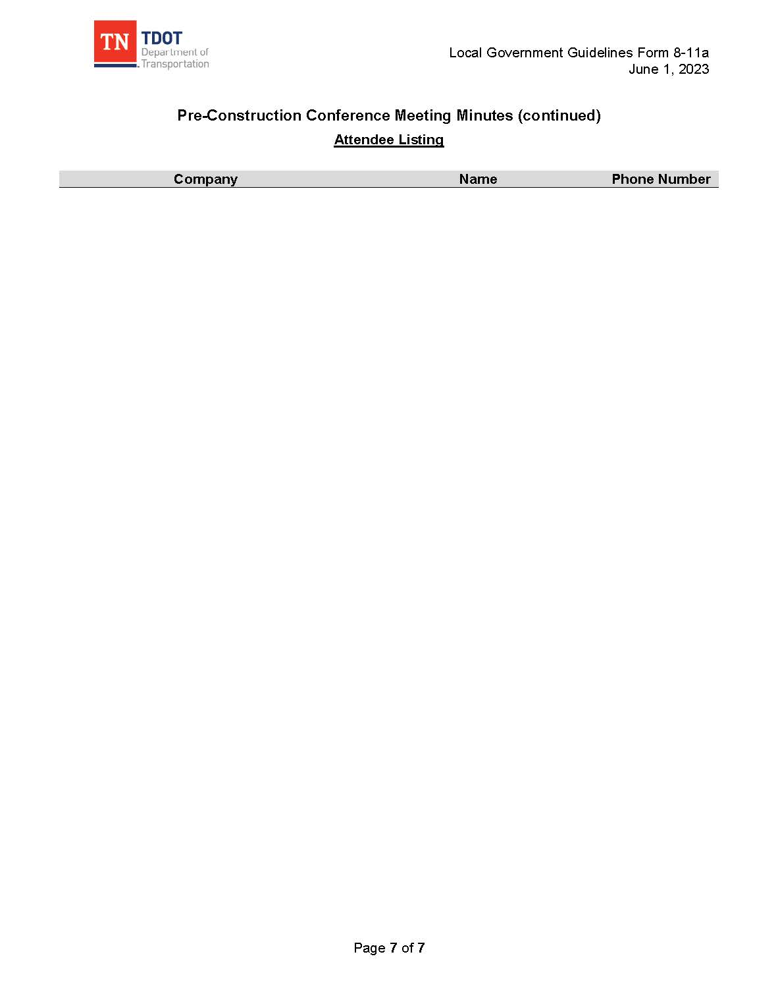 TN TDOT
Department of
Transportation
Local Government Guidelines Form 8-11a
June 1, 2023
Pre-Construction Conference Meeting Minutes (continued)
Attendee Listing
Company Name Phone Number
Page 7 of 7